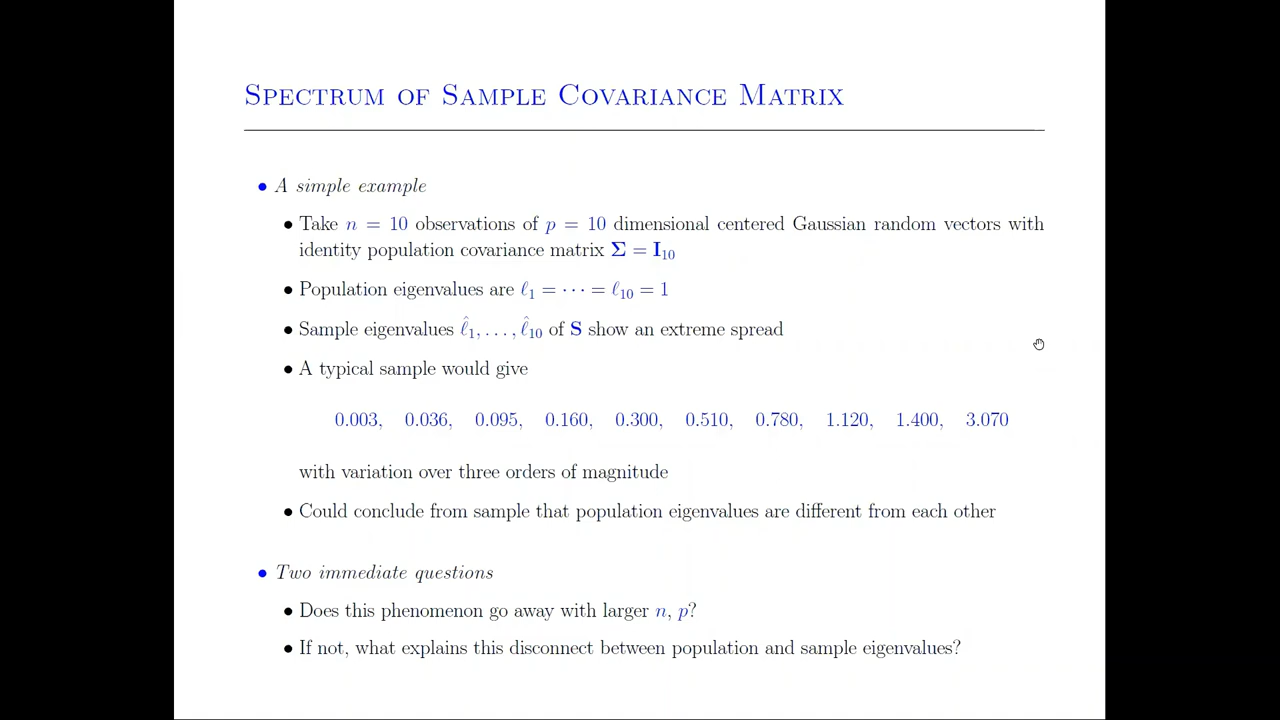 Spectrum of Sample Covariance Matrix
• A simple example
• Take n = 10 observations of p = 10 dimensional centered Gaussian random vectors with
identity population covariance matrix Σ = I₁₀
• Population eigenvalues are ℓ₁ = ··· = ℓ₁₀ = 1
• Sample eigenvalues ℓ̂₁, . . . , ℓ̂₁₀ of S show an extreme spread
• A typical sample would give
0.003, 0.036, 0.095, 0.160, 0.300, 0.510, 0.780, 1.120, 1.400, 3.070
with variation over three orders of magnitude
• Could conclude from sample that population eigenvalues are different from each other
• Two immediate questions
• Does this phenomenon go away with larger n, p?
• If not, what explains this disconnect between population and sample eigenvalues?